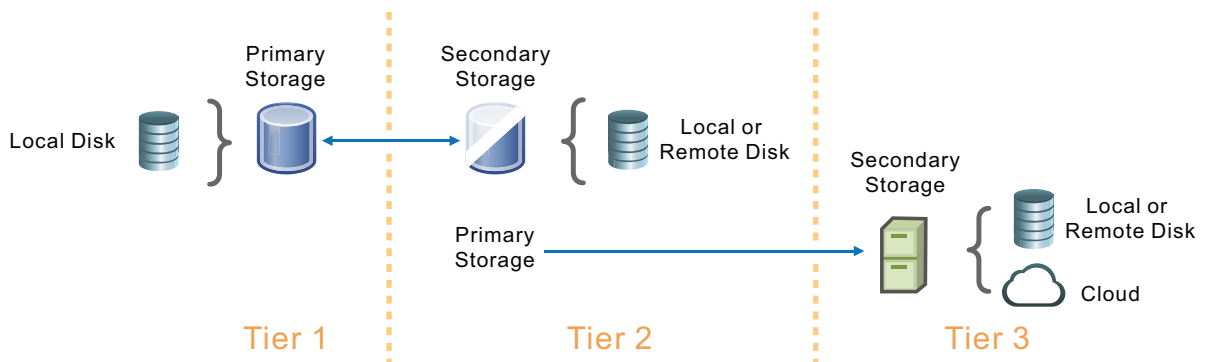 Primary
Storage
Local Disk
Secondary
Storage
Local or
Remote Disk
Primary
Storage
Secondary
Storage
Local or
Remote Disk
Cloud
Tier 1
Tier 2
Tier 3